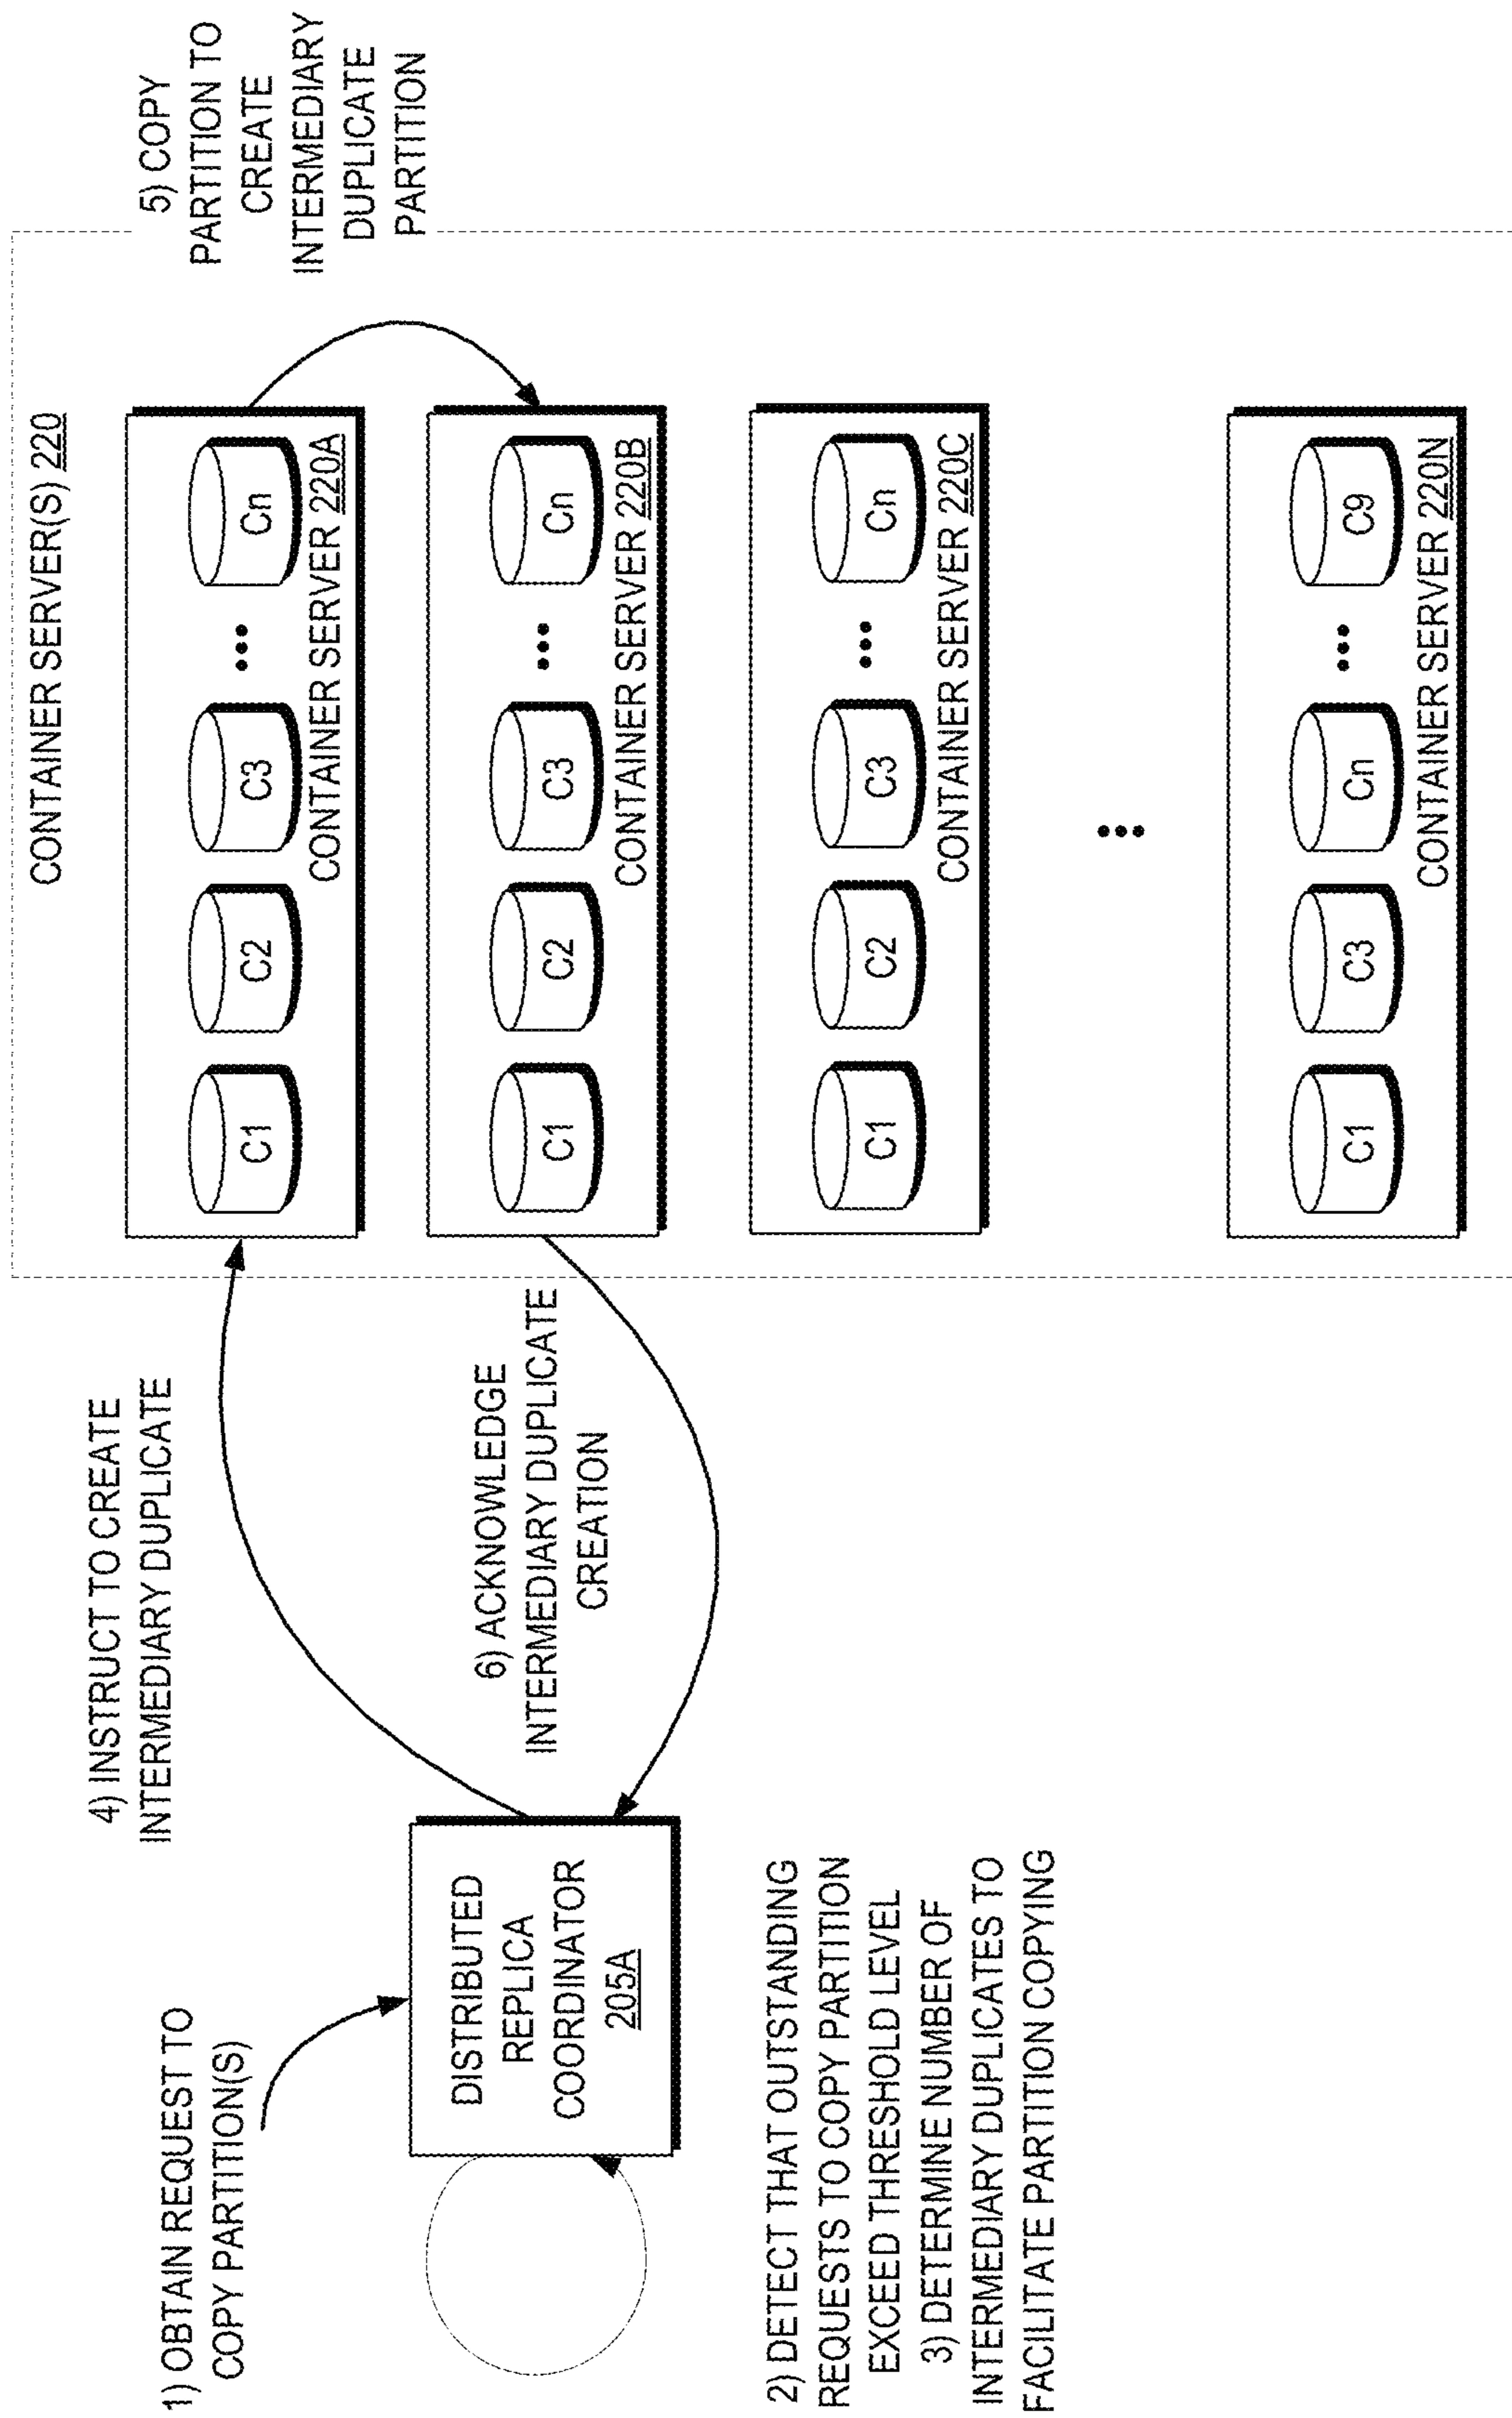 1) OBTAIN REQUEST TO
COPY PARTITION(S)
DISTRIBUTED
REPLICA
COORDINATOR
205A
2) DETECT THAT OUTSTANDING
REQUESTS TO COPY PARTITION
EXCEED THRESHOLD LEVEL
3) DETERMINE NUMBER OF
INTERMEDIARY DUPLICATES TO
FACILITATE PARTITION COPYING
4) INSTRUCT TO CREATE
INTERMEDIARY DUPLICATE
6) ACKNOWLEDGE
INTERMEDIARY DUPLICATE
CREATION
CONTAINER SERVER(S) 220
C1 C2 C3 ••• Cn
CONTAINER SERVER 220A
C1 C2 C3 ••• Cn
CONTAINER SERVER 220B
C1 C2 C3 ••• Cn
CONTAINER SERVER 220C
•••
C1 C3 Cn ••• C9
CONTAINER SERVER 220N
5) COPY
PARTITION TO
CREATE
INTERMEDIARY
DUPLICATE
PARTITION